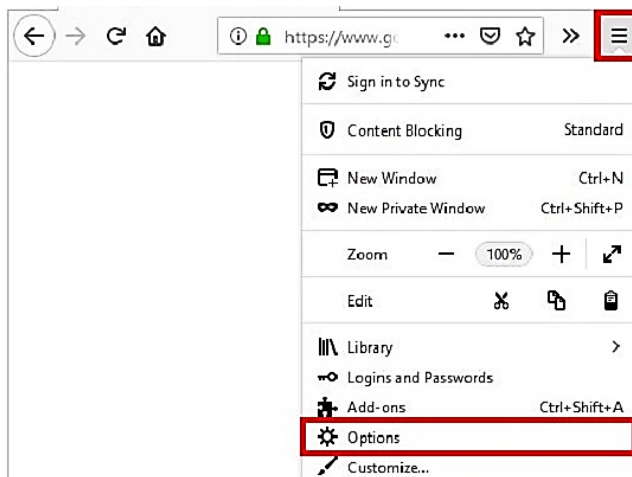 https://www.go
Sign in to Sync
Content Blocking Standard
New Window Ctrl+N
New Private Window Ctrl+Shift+P
Zoom 100%
Edit
Library
Logins and Passwords
Add-ons Ctrl+Shift+A
Options
Customize...